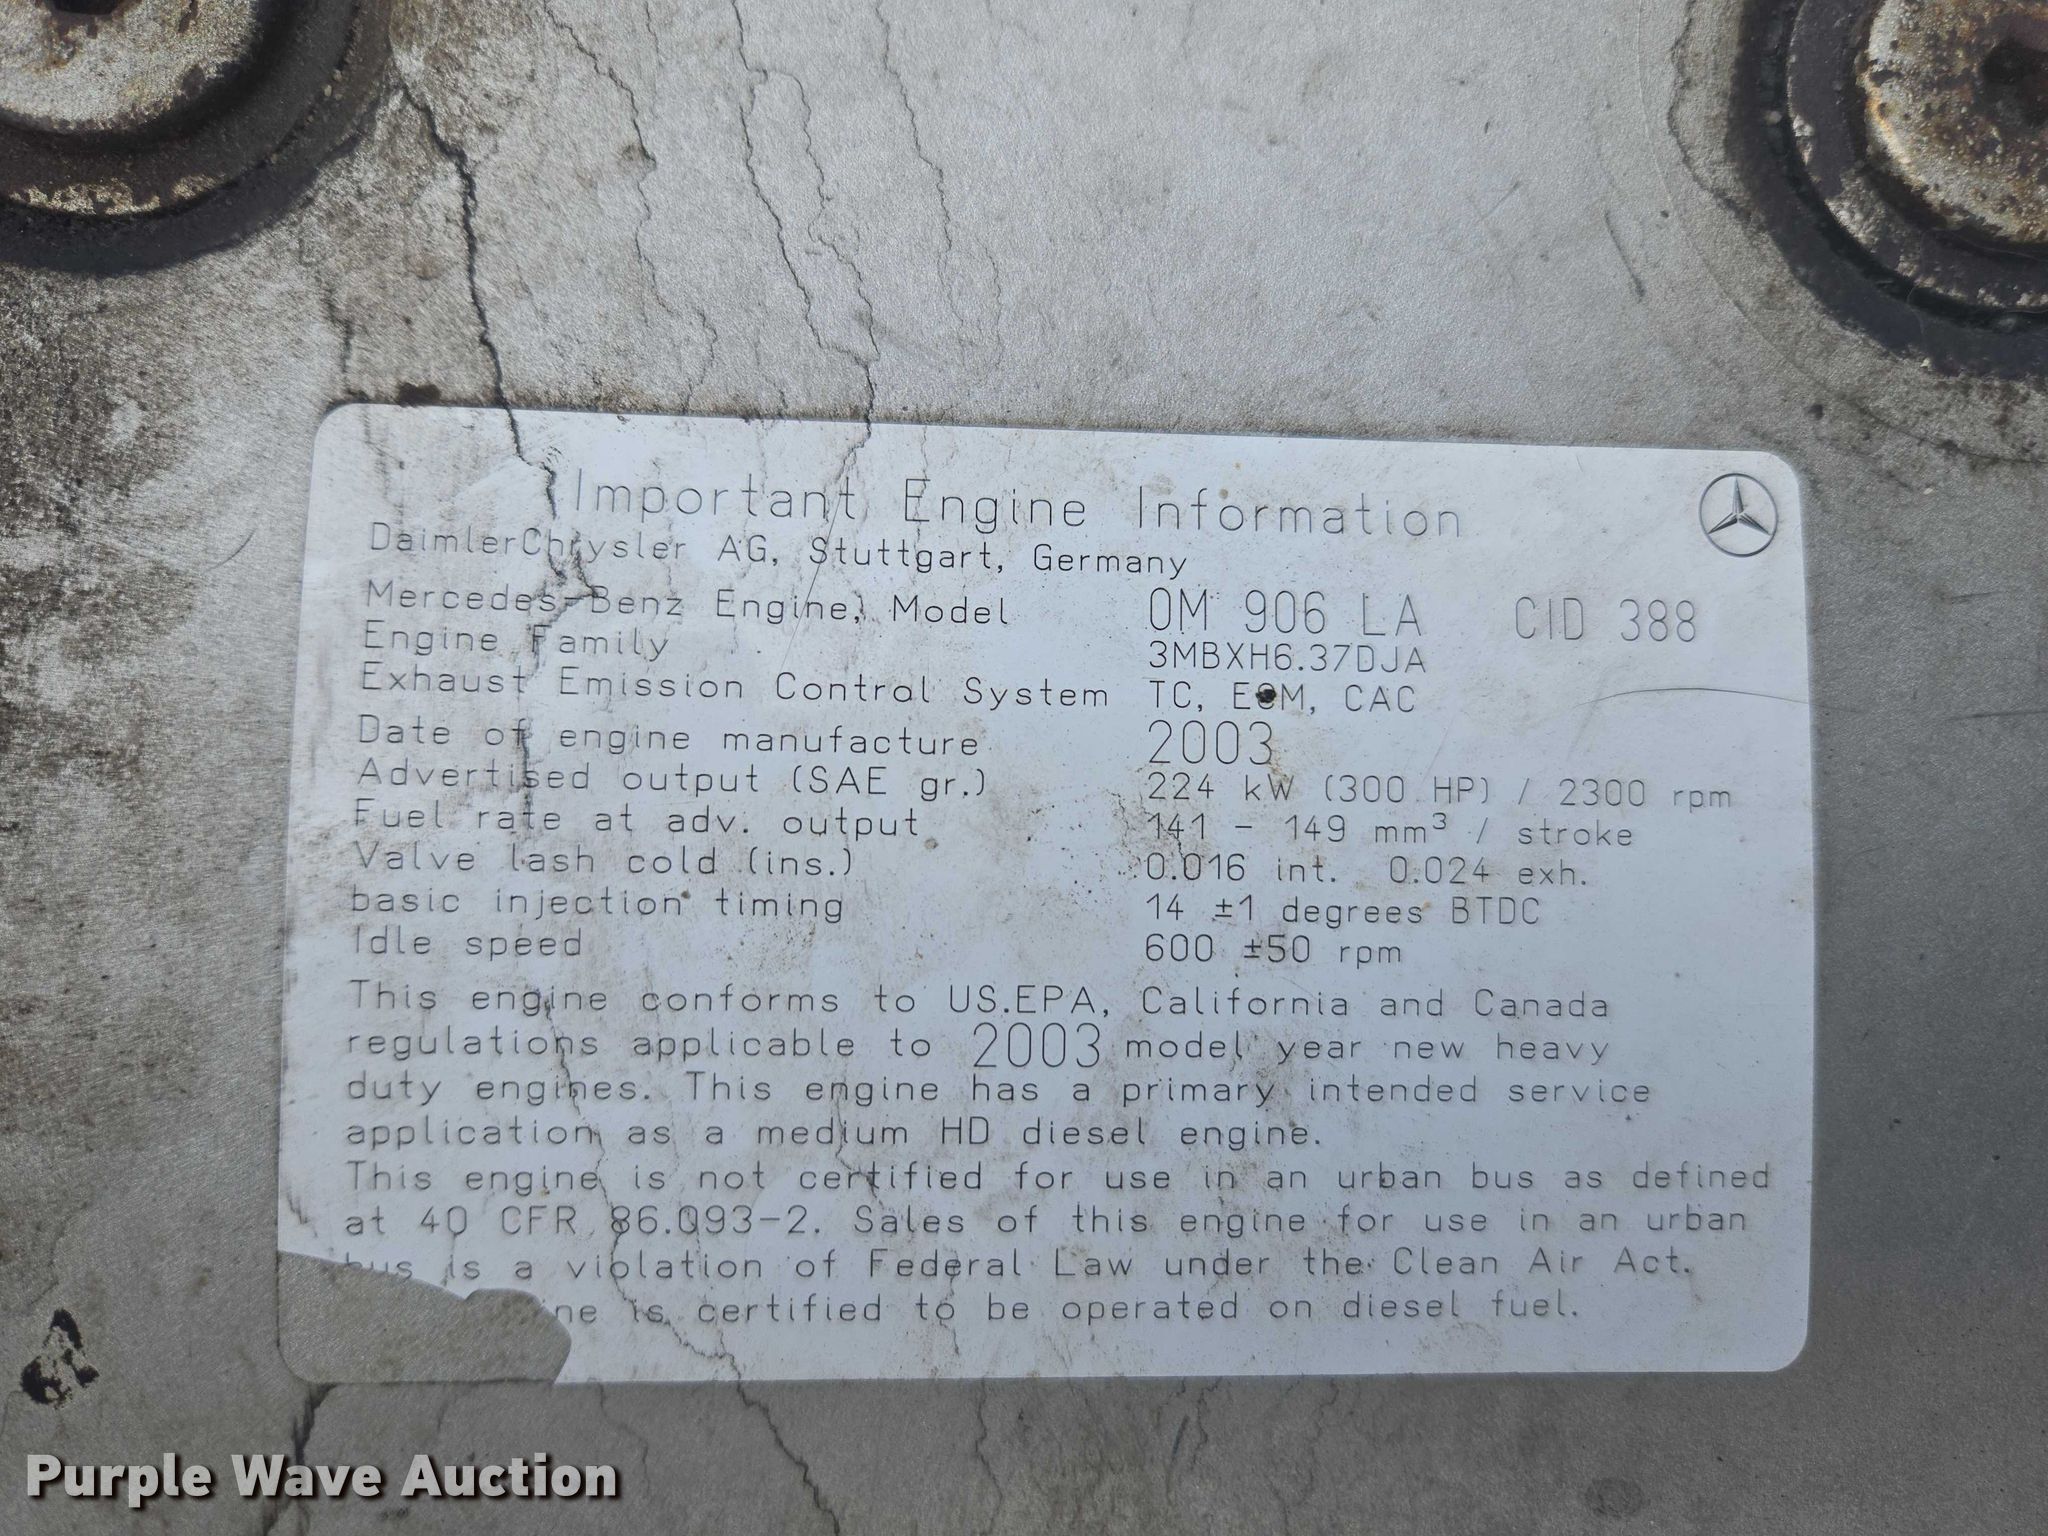 Important Engine Information
DaimlerChrysler AG, Stuttgart, Germany
Mercedes-Benz Engine, Model OM 906 LA CID 388
Engine Family 3MBXH6.37DJA
Exhaust Emission Control System TC, ECM, CAC
Date of engine manufacture 2003
Advertised output (SAE gr.) 224 kW (300 HP) / 2300 rpm
Fuel rate at adv. output 141 - 149 mm³ / stroke
Valve lash cold (ins.) 0.016 int. 0.024 exh.
basic injection timing 14 ±1 degrees BTDC
Idle speed 600 ±50 rpm
This engine conforms to US.EPA, California and Canada
regulations applicable to 2003 model year new heavy
duty engines. This engine has a primary intended service
application as a medium HD diesel engine.
This engine is not certified for use in an urban bus as defined
at 40 CFR 86.093-2. Sales of this engine for use in an urban
bus is a violation of Federal Law under the Clean Air Act.
is certified to be operated on diesel fuel.
Purple Wave Auction